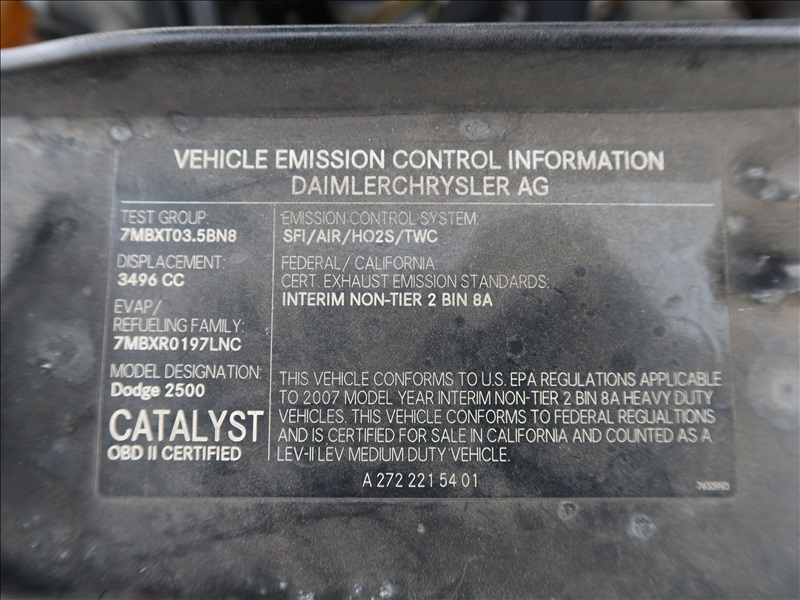 VEHICLE EMISSION CONTROL INFORMATION
DAIMLERCHRYSLER AG
TEST GROUP:
7MBXT03.5BN8
DISPLACEMENT:
3496 CC
EVAP/
REFUELING FAMILY:
7MBXR0197LNC
MODEL DESIGNATION:
Dodge 2500
CATALYST
OBD II CERTIFIED
EMISSION CONTROL SYSTEM:
SFI/AIR/HO2S/TWC
FEDERAL/ CALIFORNIA
CERT. EXHAUST EMISSION STANDARDS:
INTERIM NON-TIER 2 BIN 8A
THIS VEHICLE CONFORMS TO U.S. EPA REGULATIONS APPLICABLE
TO 2007 MODEL YEAR INTERIM NON-TIER 2 BIN 8A HEAVY DUTY
VEHICLES. THIS VEHICLE CONFORMS TO FEDERAL REGUALTIONS
AND IS CERTIFIED FOR SALE IN CALIFORNIA AND COUNTED AS A
LEV-II LEV MEDIUM DUTY VEHICLE.
A 272 221 54 01